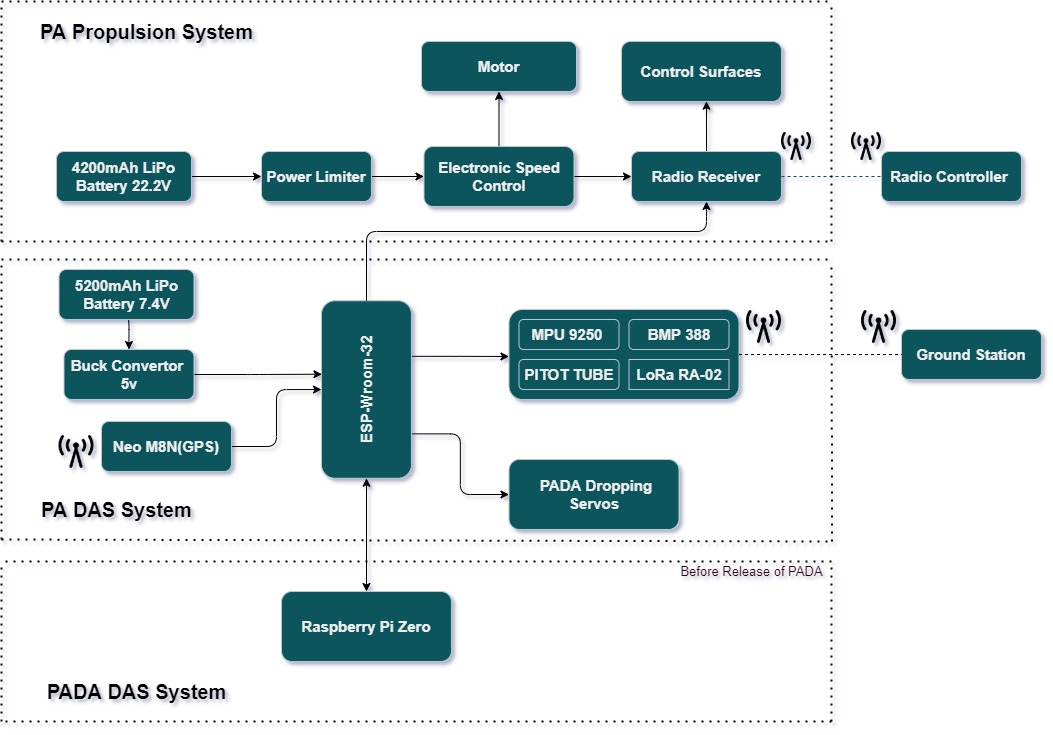 PA Propulsion System
Motor
Control Surfaces
4200mAh LiPo
Battery 22.2V
Power Limiter
Electronic Speed
Control
Radio Receiver
Radio Controller
5200mAh LiPo
Battery 7.4V
Buck Convertor
5v
Neo M8N(GPS)
ESP-Wroom-32
MPU 9250
BMP 388
PITOT TUBE
LoRa RA-02
Ground Station
PADA Dropping
Servos
PA DAS System
Before Release of PADA
Raspberry Pi Zero
PADA DAS System